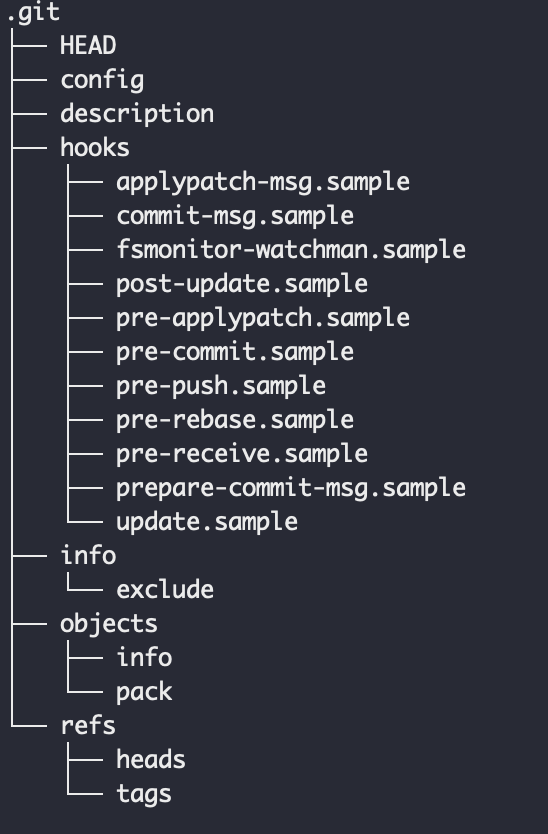 .git
├── HEAD
├── config
├── description
├── hooks
│   ├── applypatch-msg.sample
│   ├── commit-msg.sample
│   ├── fsmonitor-watchman.sample
│   ├── post-update.sample
│   ├── pre-applypatch.sample
│   ├── pre-commit.sample
│   ├── pre-push.sample
│   ├── pre-rebase.sample
│   ├── pre-receive.sample
│   ├── prepare-commit-msg.sample
│   └── update.sample
├── info
│   └── exclude
├── objects
│   ├── info
│   └── pack
└── refs
    ├── heads
    └── tags